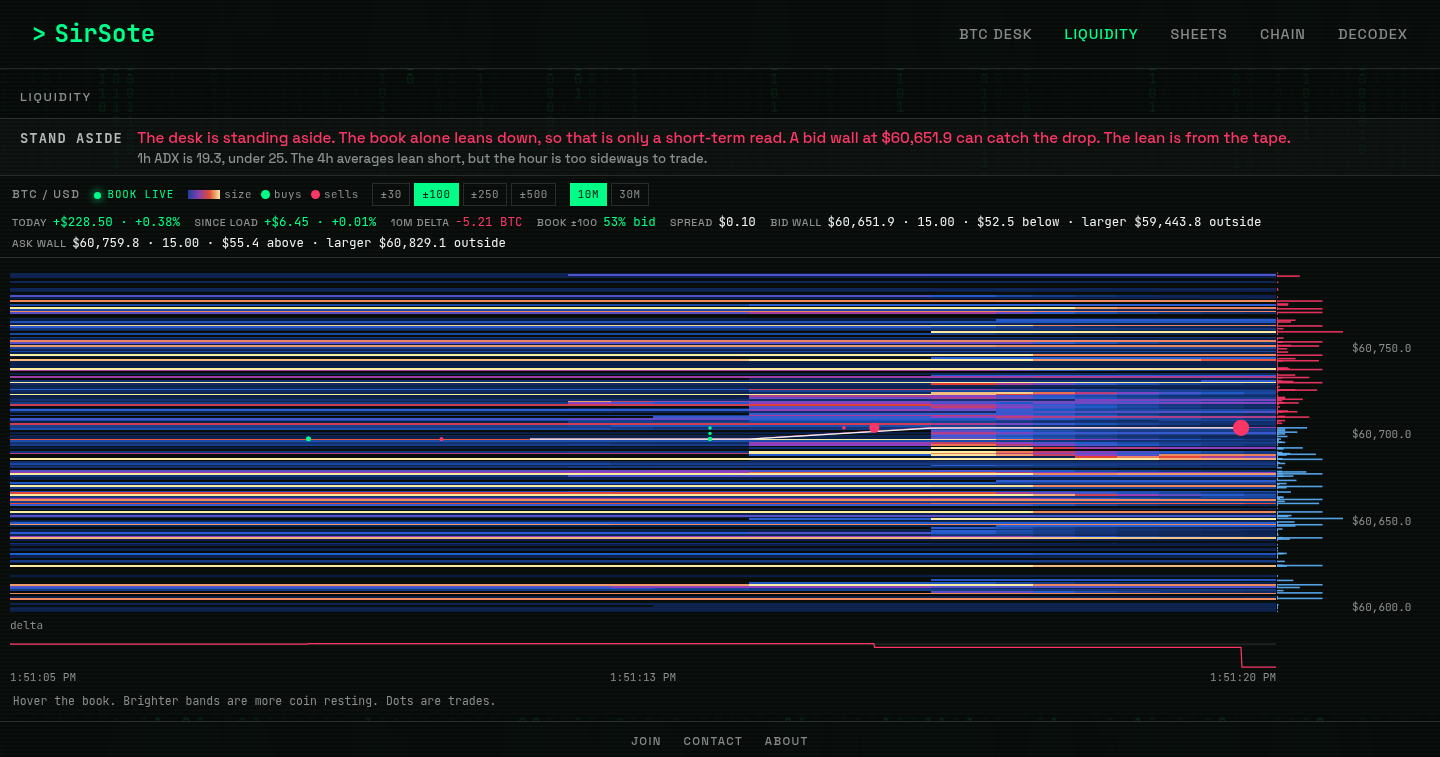 > SirSote
BTC DESK LIQUIDITY SHEETS CHAIN DECODEX
LIQUIDITY
STAND ASIDE The desk is standing aside. The book alone leans down, so that is only a short-term read. A bid wall at $60,651.9 can catch the drop. The lean is from the tape.
1h ADX is 19.3, under 25. The 4h averages lean short, but the hour is too sideways to trade.
BTC / USD BOOK LIVE size buys sells ±30 ±100 ±250 ±500 10M 30M
TODAY +$228.50 · +0.38% SINCE LOAD +$6.45 · +0.01% 10M DELTA -5.21 BTC BOOK ±100 53% bid SPREAD $0.10 BID WALL $60,651.9 · 15.00 · $52.5 below · larger $59,443.8 outside
ASK WALL $60,759.8 · 15.00 · $55.4 above · larger $60,829.1 outside
$60,750.0
$60,700.0
$60,650.0
$60,600.0
delta
1:51:05 PM 1:51:13 PM 1:51:20 PM
Hover the book. Brighter bands are more coin resting. Dots are trades.
JOIN CONTACT ABOUT